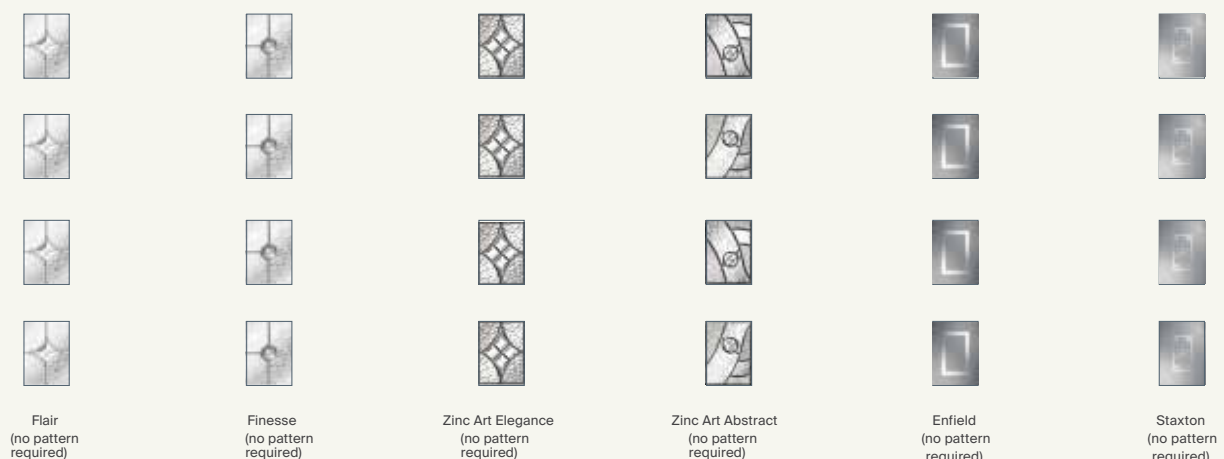 Flair
(no pattern
required)
Finesse
(no pattern
required)
Zinc Art Elegance
(no pattern
required)
Zinc Art Abstract
(no pattern
required)
Enfield
(no pattern
required)
Staxton
(no pattern
required)